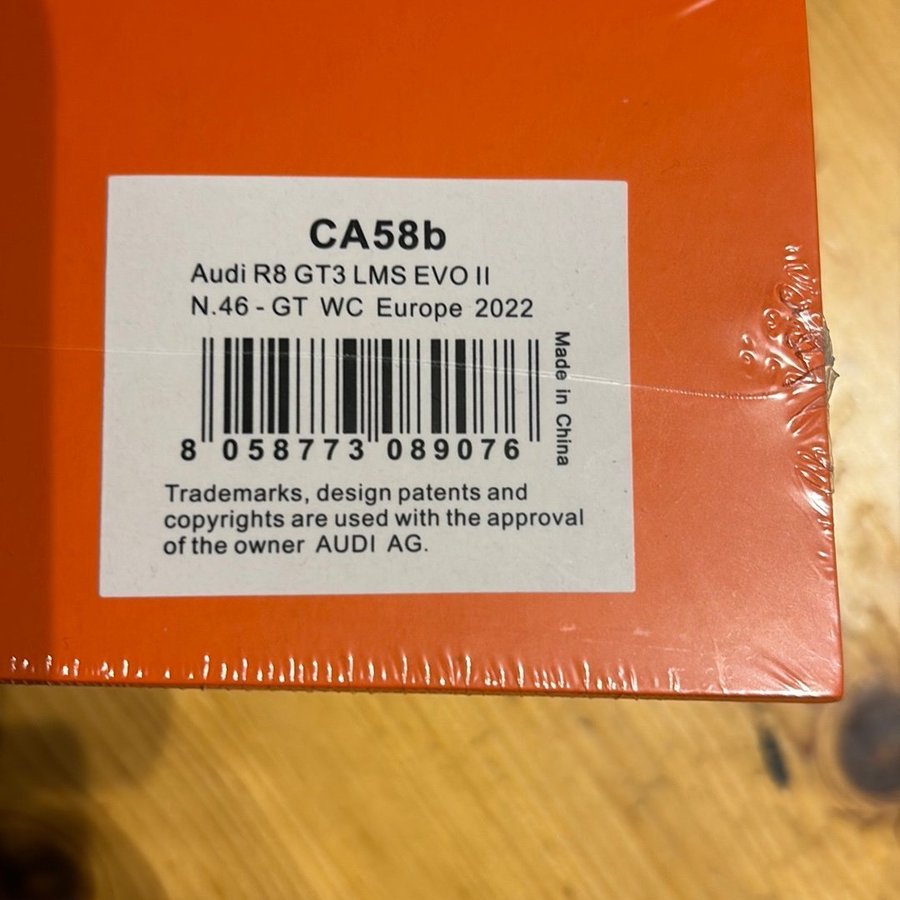 CA58b
Audi R8 GT3 LMS EVO II
N.46 - GT WC Europe 2022
Made in China
8 058773 089076
Trademarks, design patents and
copyrights are used with the approval
of the owner AUDI AG.